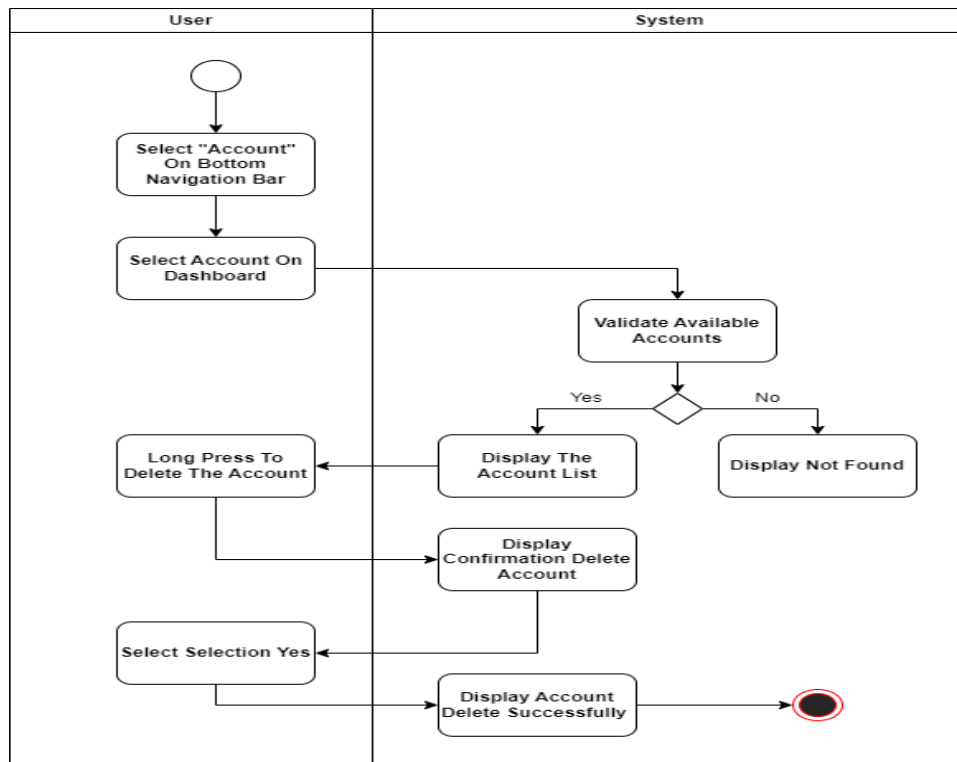 User
System
Select "Account"
On Bottom
Navigation Bar
Select Account On
Dashboard
Validate Available
Accounts
Yes
No
Long Press To
Delete The Account
Display The
Account List
Display Not Found
Display
Confirmation Delete
Account
Select Selection Yes
Display Account
Delete Successfully